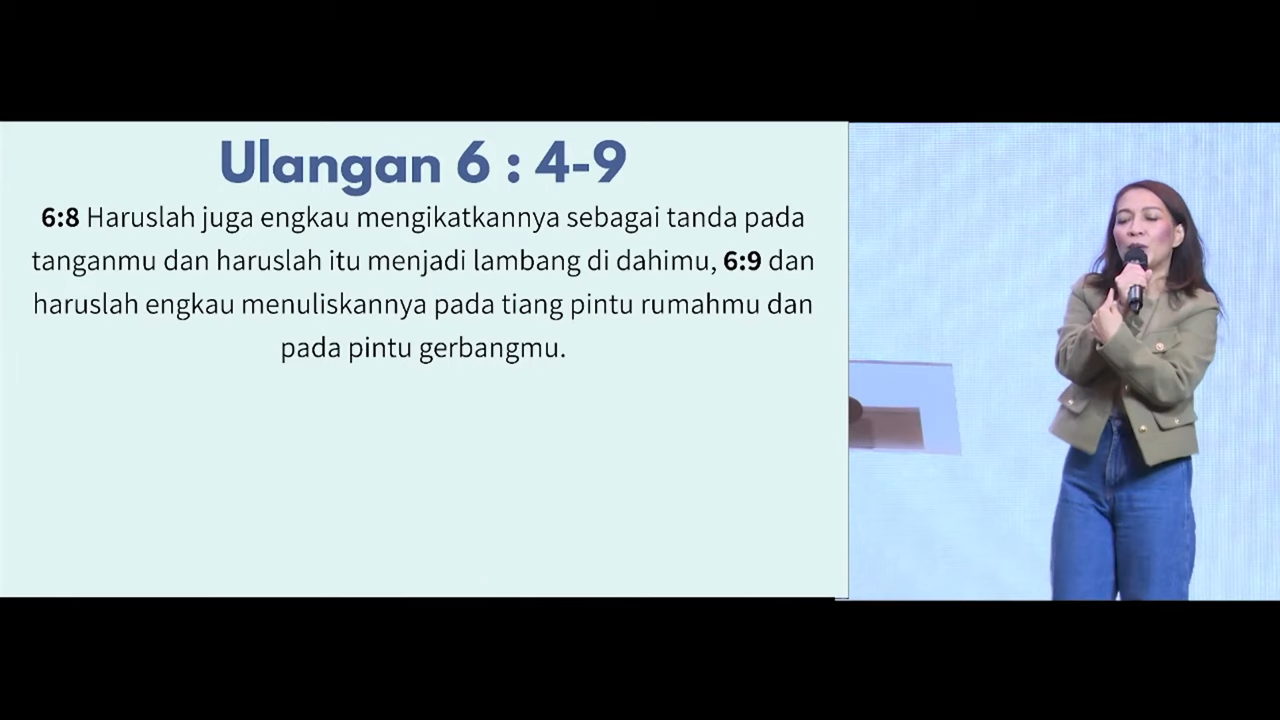 Ulangan 6 : 4-9
6:8 Haruslah juga engkau mengikatkannya sebagai tanda pada
tanganmu dan haruslah itu menjadi lambang di dahimu, 6:9 dan
haruslah engkau menuliskannya pada tiang pintu rumahmu dan
pada pintu gerbangmu.